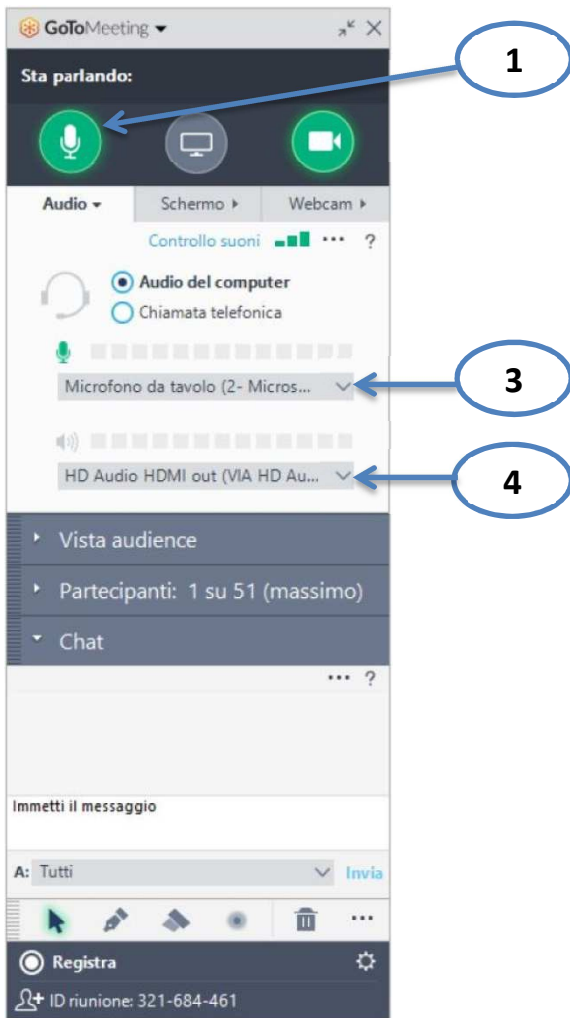 GoToMeeting
Sta parlando:
1
Audio
Schermo
Webcam
Controllo suoni
... ?
Audio del computer
Chiamata telefonica
Microfono da tavolo (2- Micros...
3
HD Audio HDMI out (VIA HD Au...
4
Vista audience
Partecipanti: 1 su 51 (massimo)
Chat
... ?
Immetti il messaggio
A: Tutti
Invia
...
Registra
ID riunione: 321-684-461